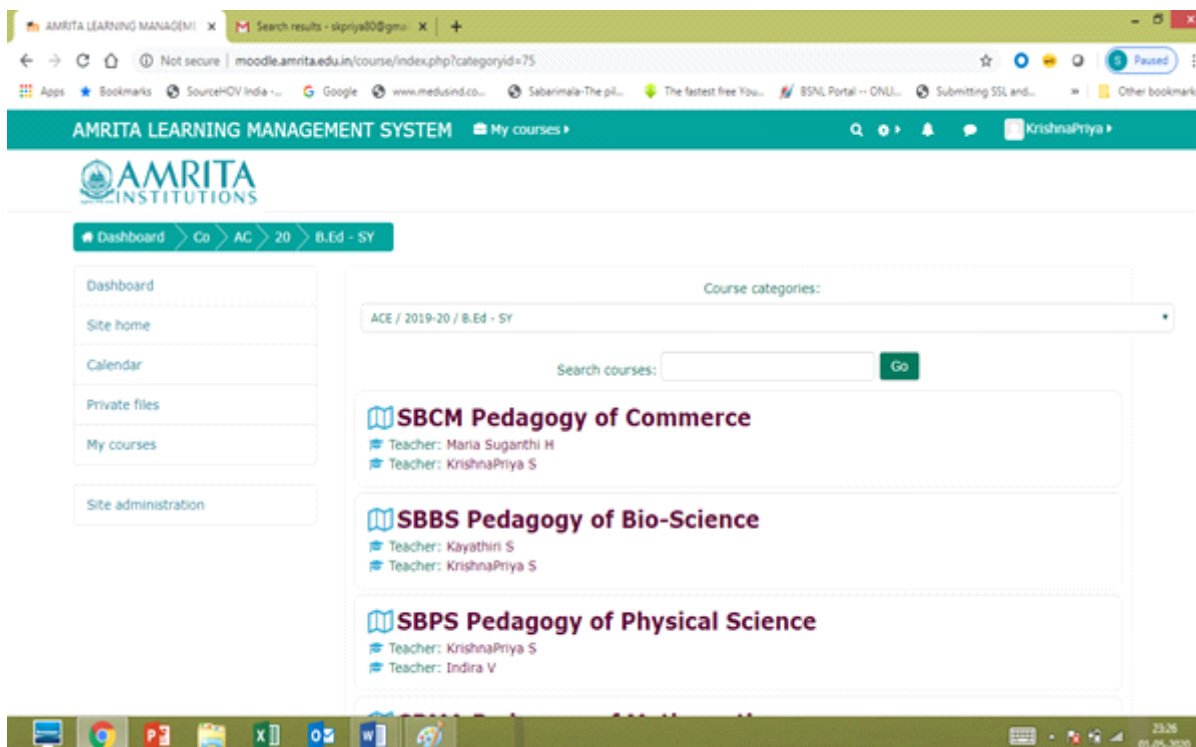 AMRITA LEARNING MANAGEM
Search results - skpriya80@gmai
Not secure | moodle.amrita.edu.in/course/index.php?categoryid=75
S Paused
Apps Bookmarks SourceHOV India -... Google www.medusind.co... Sabarimala-The pil... The fastest free You... BSNL Portal -- ONLI... Submitting SSL and... » Other bookmark
AMRITA LEARNING MANAGEMENT SYSTEM My courses KrishnaPriya
AMRITA
INSTITUTIONS
Dashboard Co AC 20 B.Ed - SY
Dashboard
Site home
Calendar
Private files
My courses
Site administration
Course categories:
ACE / 2019-20 / B.Ed - SY
Search courses: Go
SBCM Pedagogy of Commerce
Teacher: Maria Suganthi H
Teacher: KrishnaPriya S
SBBS Pedagogy of Bio-Science
Teacher: Kayathiri S
Teacher: KrishnaPriya S
SBPS Pedagogy of Physical Science
Teacher: KrishnaPriya S
Teacher: Indira V
23:26
01-05-2020